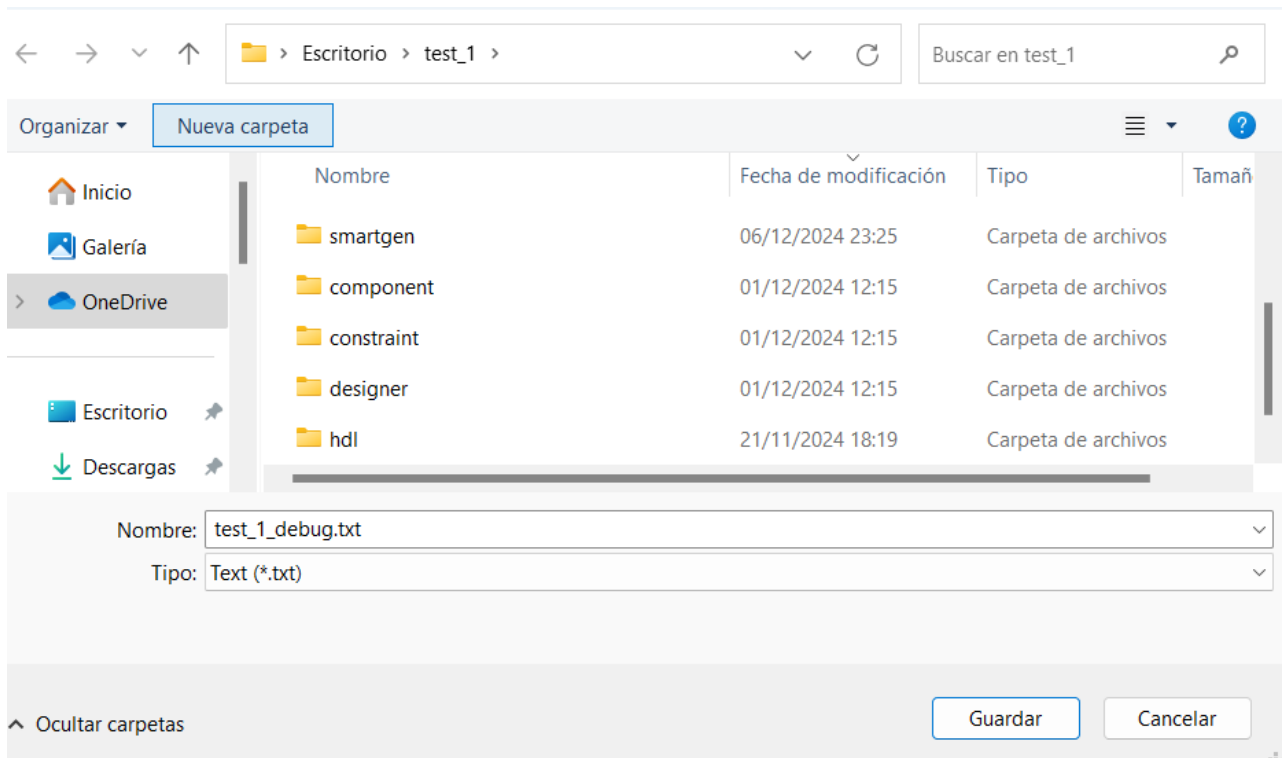 Escritorio > test_1 >
Buscar en test_1
Organizar
Nueva carpeta
?
Nombre Fecha de modificación Tipo Tamañ
Inicio
Galería
OneDrive
Escritorio
Descargas
smartgen 06/12/2024 23:25 Carpeta de archivos
component 01/12/2024 12:15 Carpeta de archivos
constraint 01/12/2024 12:15 Carpeta de archivos
designer 01/12/2024 12:15 Carpeta de archivos
hdl 21/11/2024 18:19 Carpeta de archivos
Nombre: test_1_debug.txt
Tipo: Text (*.txt)
Ocultar carpetas
Guardar
Cancelar